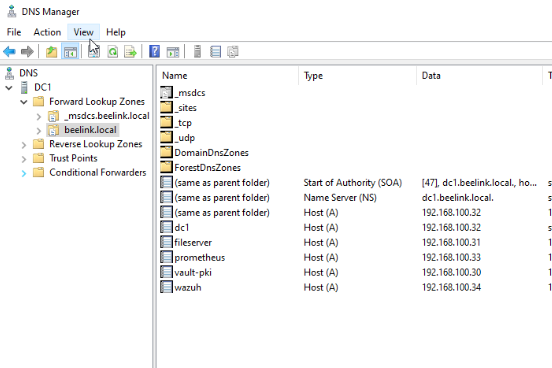 DNS Manager
File Action View Help
DNS
DC1
Forward Lookup Zones
_msdcs.beelink.local
beelink.local
Reverse Lookup Zones
Trust Points
Conditional Forwarders
Name Type Data
_msdcs
_sites
_tcp
_udp
DomainDnsZones
ForestDnsZones
(same as parent folder) Start of Authority (SOA) [47], dc1.beelink.local., ho...
(same as parent folder) Name Server (NS) dc1.beelink.local.
(same as parent folder) Host (A) 192.168.100.32
dc1 Host (A) 192.168.100.32
fileserver Host (A) 192.168.100.31
prometheus Host (A) 192.168.100.33
vault-pki Host (A) 192.168.100.30
wazuh Host (A) 192.168.100.34